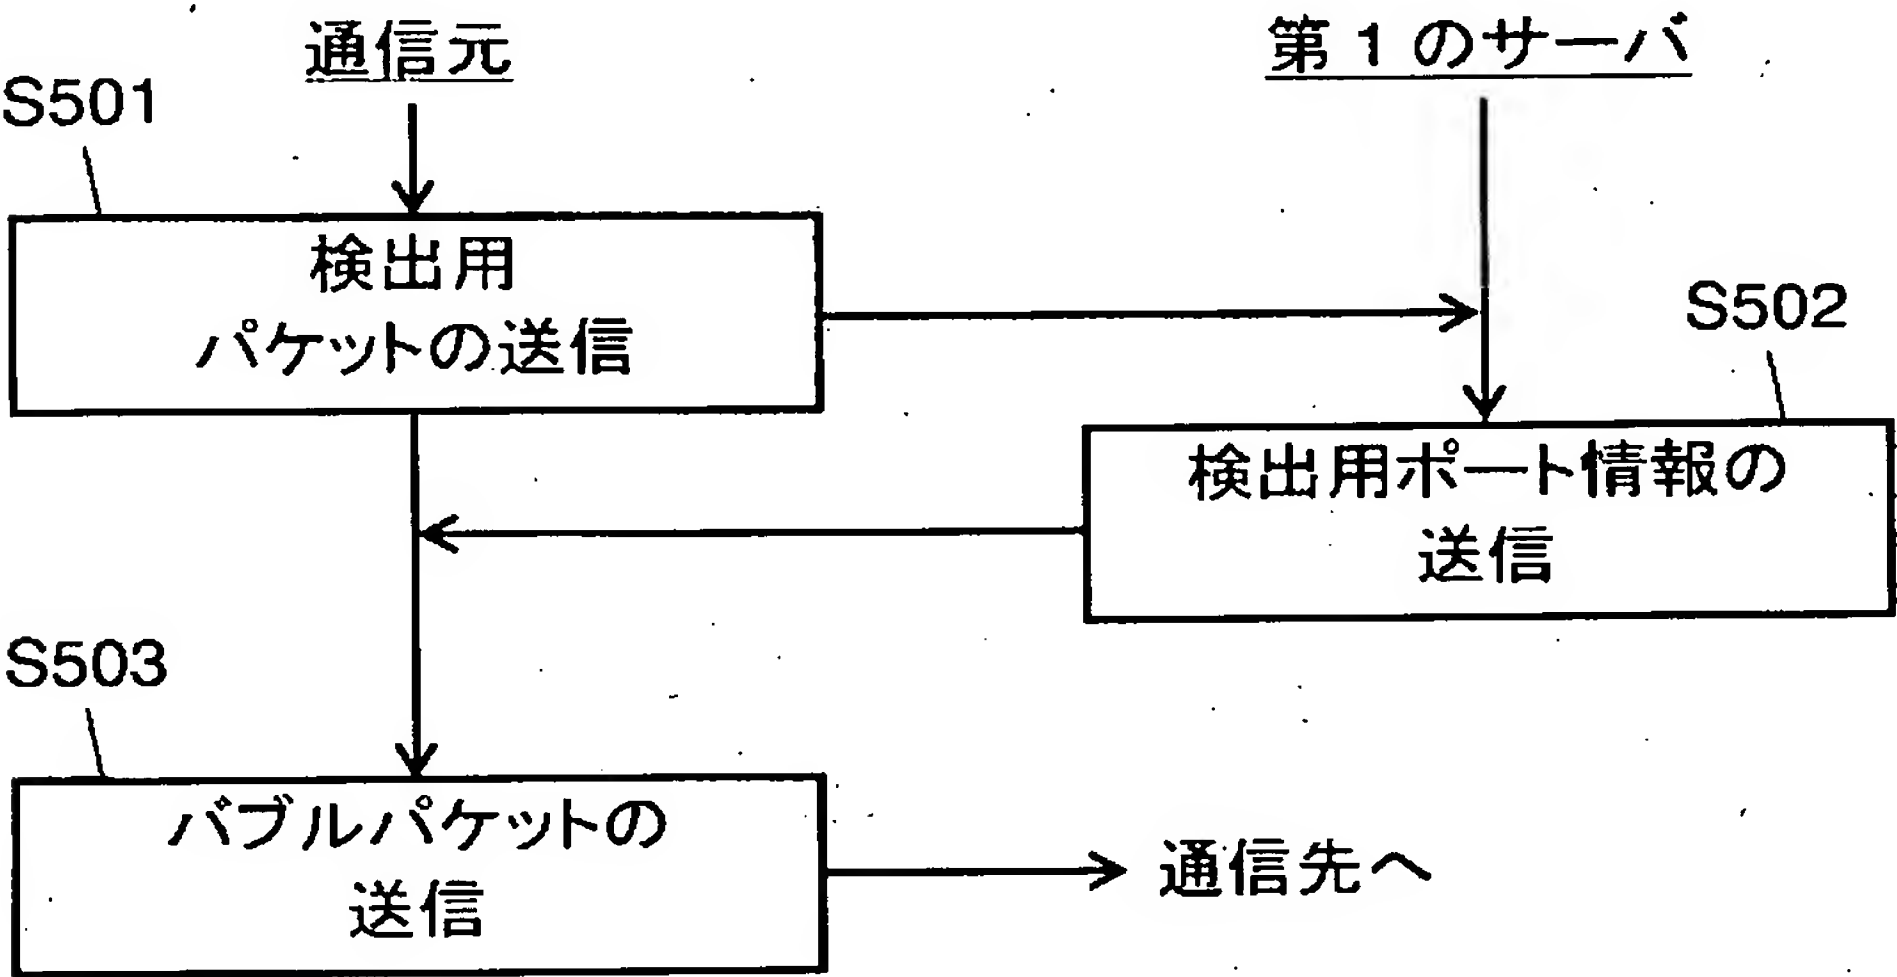 通信元
第1のサーバ
S501
検出用
パケットの送信
S502
検出用ポート情報の
送信
S503
バブルパケットの
送信
通信先へ